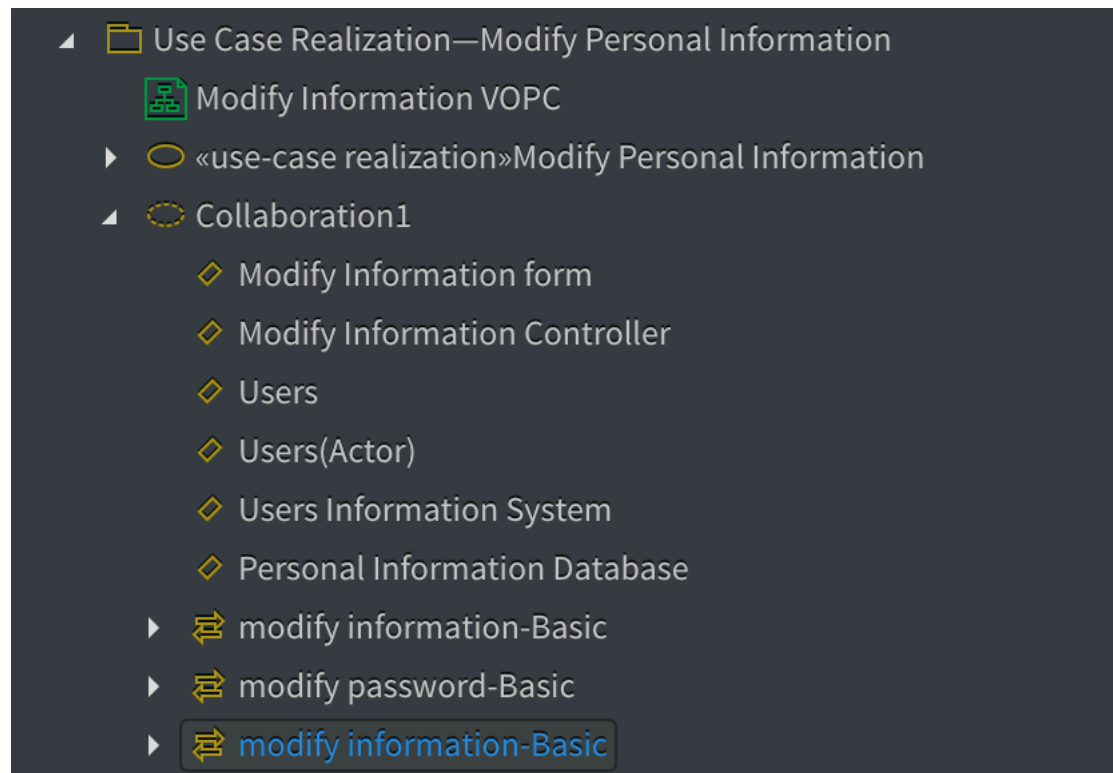 Use Case Realization—Modify Personal Information
Modify Information VOPC
«use-case realization»Modify Personal Information
Collaboration1
Modify Information form
Modify Information Controller
Users
Users(Actor)
Users Information System
Personal Information Database
modify information-Basic
modify password-Basic
modify information-Basic